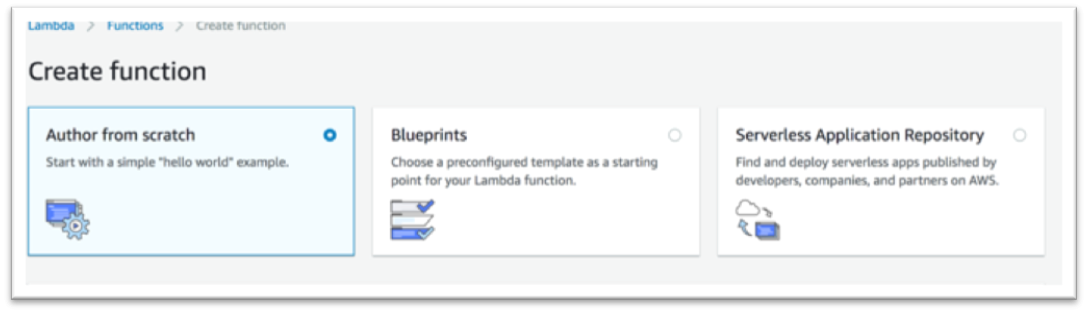 Lambda > Functions > Create function
Create function
Author from scratch
Start with a simple "hello world" example.
Blueprints
Choose a preconfigured template as a starting
point for your Lambda function.
Serverless Application Repository
Find and deploy serverless apps published by
developers, companies, and partners on AWS.